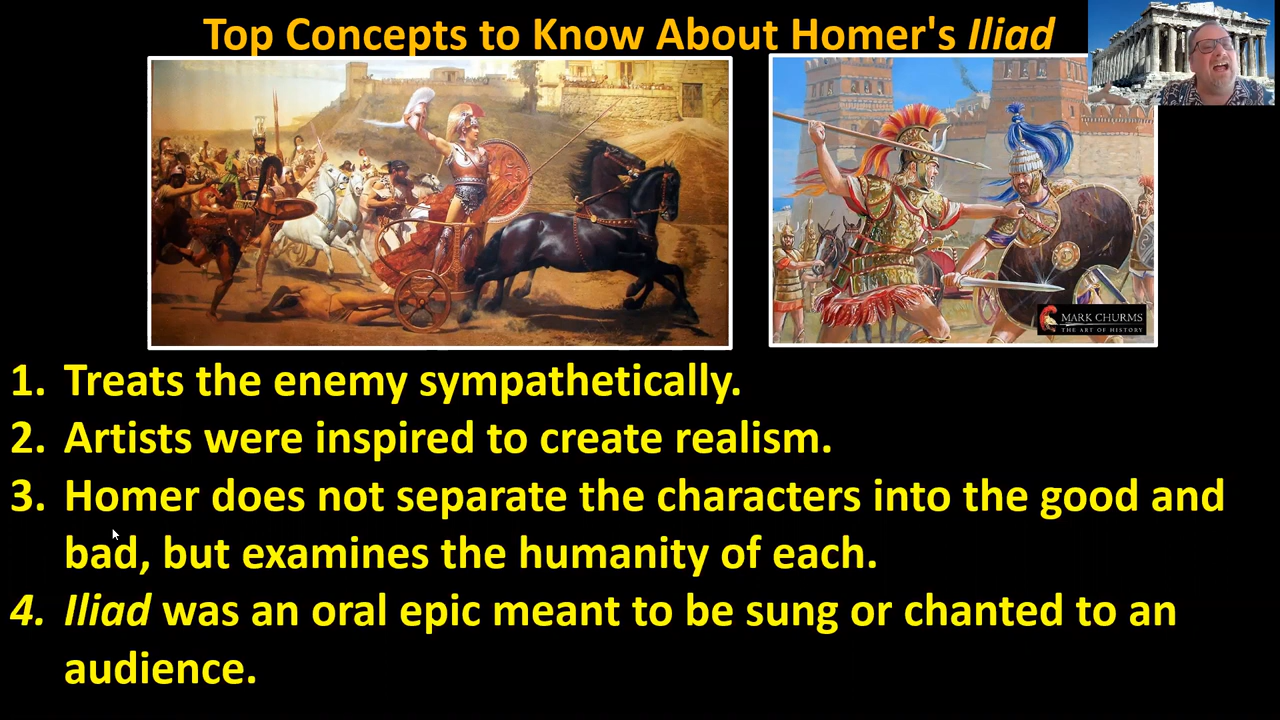 Top Concepts to Know About Homer's Iliad
MARK CHURMS
THE ART OF HISTORY
1. Treats the enemy sympathetically.
2. Artists were inspired to create realism.
3. Homer does not separate the characters into the good and
bad, but examines the humanity of each.
4. Iliad was an oral epic meant to be sung or chanted to an
audience.